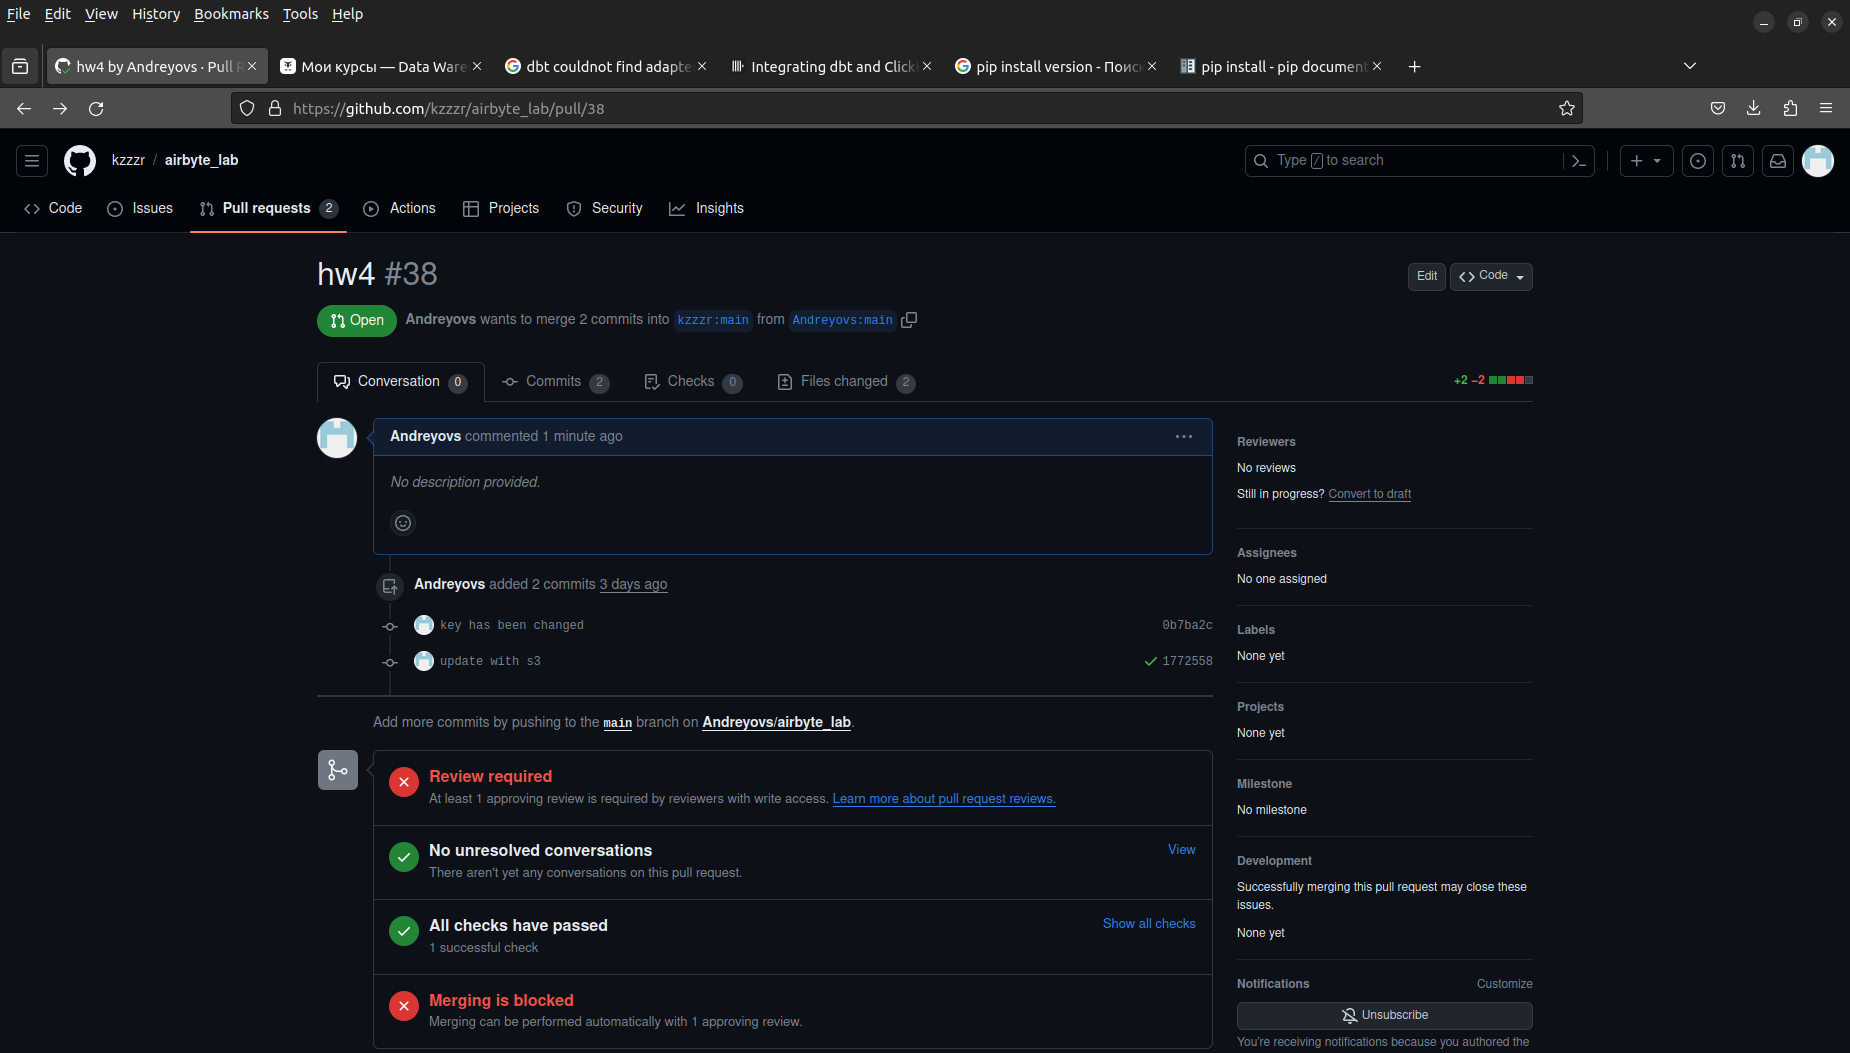 File Edit View History Bookmarks Tools Help
hw4 by Andreyovs · Pull
Мои курсы — Data Ware
dbt couldnot find adapte
Integrating dbt and Click
pip install version - Поис
pip install - pip document
https://github.com/kzzzr/airbyte_lab/pull/38
kzzzr / airbyte_lab
Type / to search
Code
Issues
Pull requests 2
Actions
Projects
Security
Insights
hw4 #38
Edit
Code
Open
Andreyovs wants to merge 2 commits into kzzzr:main from Andreyovs:main
Conversation 0
Commits 2
Checks 0
Files changed 2
+2 −2
Andreyovs commented 1 minute ago
No description provided.
Andreyovs added 2 commits 3 days ago
key has been changed 0b7ba2c
update with s3 1772558
Add more commits by pushing to the main branch on Andreyovs/airbyte_lab.
Review required
At least 1 approving review is required by reviewers with write access. Learn more about pull request reviews.
No unresolved conversations
View
There aren't yet any conversations on this pull request.
All checks have passed
Show all checks
1 successful check
Merging is blocked
Merging can be performed automatically with 1 approving review.
Reviewers
No reviews
Still in progress? Convert to draft
Assignees
No one assigned
Labels
None yet
Projects
None yet
Milestone
No milestone
Development
Successfully merging this pull request may close these
issues.
None yet
Notifications
Customize
Unsubscribe
You're receiving notifications because you authored the